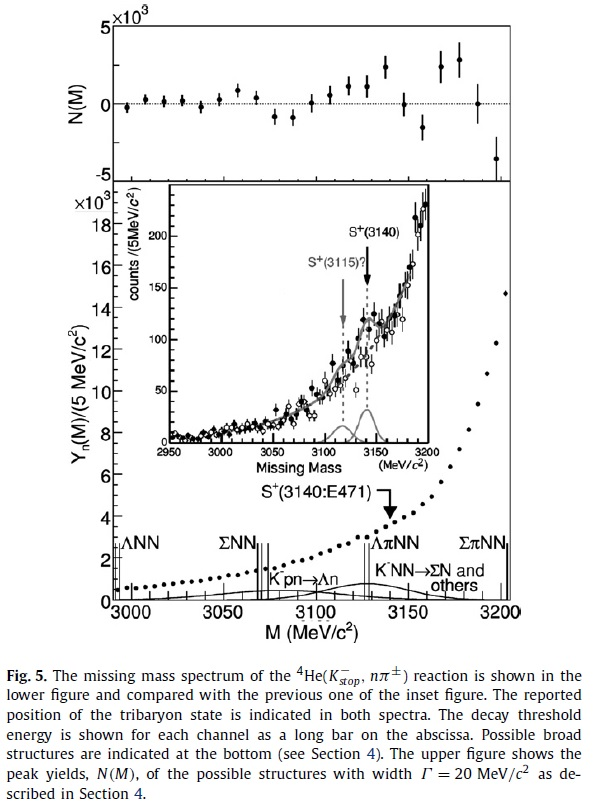 ×10³
5
0
-5
N(M)
×10³
18
16
14
12
10
8
6
4
2
0
Yₙ(M)/(5 MeV/c²)
counts /(5MeV/c²)
200
150
100
50
0
S⁺(3140)
S⁺(3115)?
2950 3000 3050 3100 3150 3200
Missing Mass (MeV/c²)
S⁺(3140:E471)
ΛNN ΣNN ΛπNN ΣπNN
K⁻pn→Λn
K⁻NN→ΣN and
others
3000 3050 3100 3150 3200
M (MeV/c²)
Fig. 5. The missing mass spectrum of the ⁴He(K⁻stop, nπ±) reaction is shown in the
lower figure and compared with the previous one of the inset figure. The reported
position of the tribaryon state is indicated in both spectra. The decay threshold
energy is shown for each channel as a long bar on the abscissa. Possible broad
structures are indicated at the bottom (see Section 4). The upper figure shows the
peak yields, N(M), of the possible structures with width Γ = 20 MeV/c² as de-
scribed in Section 4.